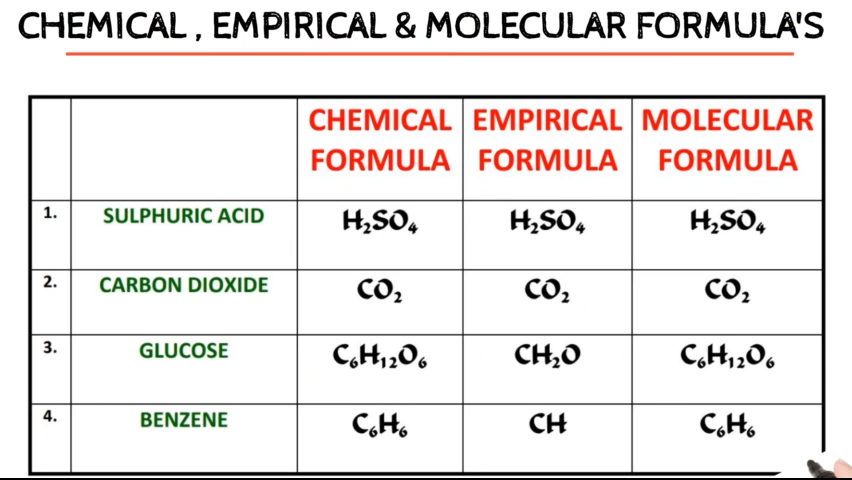 CHEMICAL , EMPIRICAL & MOLECULAR FORMULA'S
CHEMICAL FORMULA EMPIRICAL FORMULA MOLECULAR FORMULA
1. SULPHURIC ACID H₂SO₄ H₂SO₄ H₂SO₄
2. CARBON DIOXIDE CO₂ CO₂ CO₂
3. GLUCOSE C₆H₁₂O₆ CH₂O C₆H₁₂O₆
4. BENZENE C₆H₆ CH C₆H₆